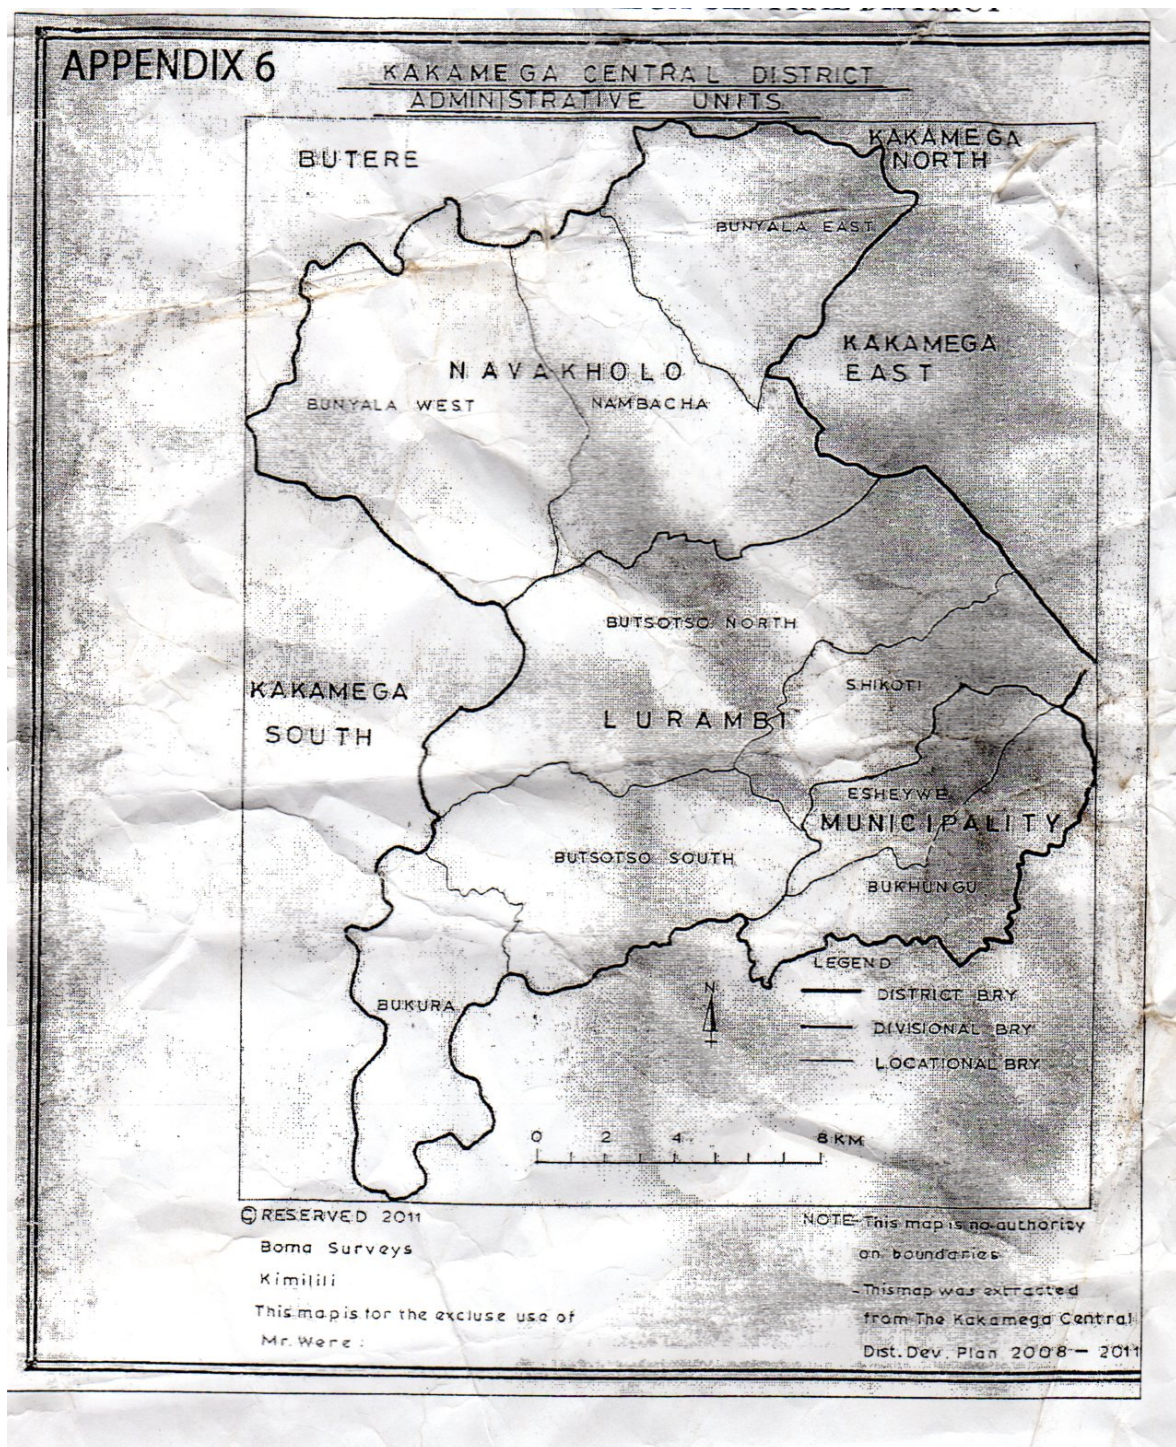 CENTRAL DISTRICT
APPENDIX 6
KAKAMEGA CENTRAL DISTRICT
ADMINISTRATIVE UNITS
BUTERE
KAKAMEGA
NORTH
BUNYALA EAST
KAKAMEGA
EAST
NAVAKHOLO
BUNYALA WEST
NAMBACHA
BUTSOTSO NORTH
KAKAMEGA
SOUTH
SHIKOTI
LURAMBI
ESHEYWE
MUNICIPALITY
BUTSOTSO SOUTH
BUKHUNGU
BUKURA
LEGEND
N
DISTRICT BRY
DIVISIONAL BRY
LOCATIONAL BRY
0 2 4 8 KM
© RESERVED 2011
Boma Surveys
Kimilili
This map is for the excluse use of
Mr. Were :
NOTE-This map is no authority
on boundaries
-This map was extracted
from The Kakamega Central
Dist. Dev. Plan 2008 — 2011